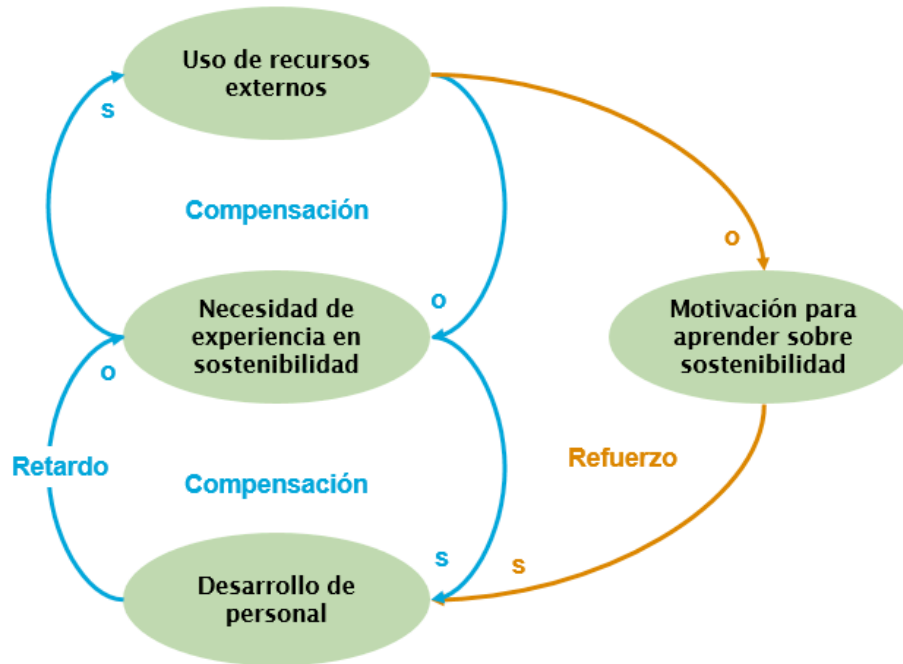 Uso de recursos
externos
s
Compensación
o
Necesidad de
experiencia en
sostenibilidad
o
Motivación para
aprender sobre
sostenibilidad
o
Retardo
Compensación
Refuerzo
s
s
Desarrollo de
personal